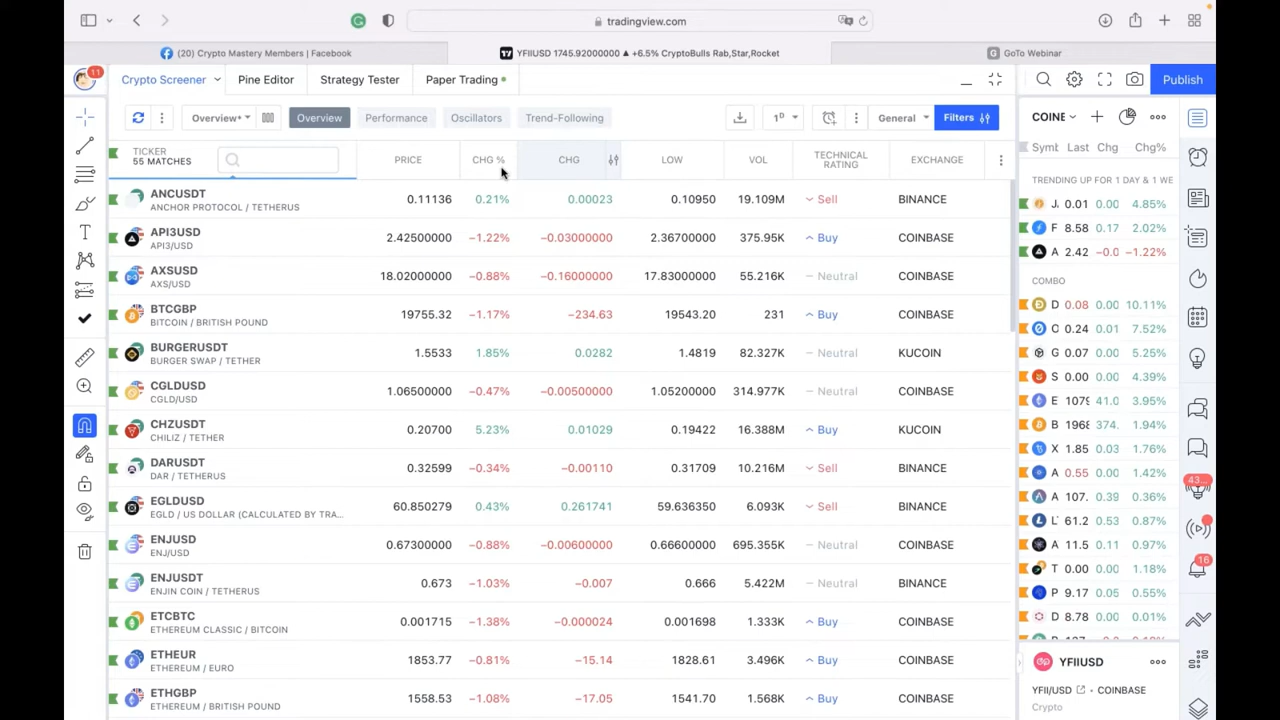 tradingview.com
(20) Crypto Mastery Members | Facebook
17 YFIIUSD 1745.92000000 ▲ +6.5% CryptoBulls Rab,Star,Rocket
GoTo Webinar
11
Crypto Screener
Pine Editor
Strategy Tester
Paper Trading
Publish
Overview*
Overview
Performance
Oscillators
Trend-Following
1D
General
Filters
COINE
TICKER
55 MATCHES
PRICE
CHG %
CHG
LOW
VOL
TECHNICAL
RATING
EXCHANGE
Symb Last Chg Chg%
ANCUSDT
ANCHOR PROTOCOL / TETHERUS
0.11136 0.21% 0.00023 0.10950 19.109M Sell BINANCE
API3USD
API3/USD
2.42500000 −1.22% −0.03000000 2.36700000 375.95K Buy COINBASE
AXSUSD
AXS/USD
18.02000000 −0.88% −0.16000000 17.83000000 55.216K Neutral COINBASE
BTCGBP
BITCOIN / BRITISH POUND
19755.32 −1.17% −234.63 19543.20 231 Buy COINBASE
BURGERUSDT
BURGER SWAP / TETHER
1.5533 1.85% 0.0282 1.4819 82.327K Neutral KUCOIN
CGLDUSD
CGLD/USD
1.06500000 −0.47% −0.00500000 1.05200000 314.977K Neutral COINBASE
CHZUSDT
CHILIZ / TETHER
0.20700 5.23% 0.01029 0.19422 16.388M Buy KUCOIN
DARUSDT
DAR / TETHERUS
0.32599 −0.34% −0.00110 0.31709 10.216M Sell BINANCE
EGLDUSD
EGLD / US DOLLAR (CALCULATED BY TRA...
60.850279 0.43% 0.261741 59.636350 6.093K Sell BINANCE
ENJUSD
ENJ/USD
0.67300000 −0.88% −0.00600000 0.66600000 695.355K Neutral COINBASE
ENJUSDT
ENJIN COIN / TETHERUS
0.673 −1.03% −0.007 0.666 5.422M Neutral BINANCE
ETCBTC
ETHEREUM CLASSIC / BITCOIN
0.001715 −1.38% −0.000024 0.001698 1.333K Buy COINBASE
ETHEUR
ETHEREUM / EURO
1853.77 −0.81% −15.14 1828.61 3.496K Buy COINBASE
ETHGBP
ETHEREUM / BRITISH POUND
1558.53 −1.08% −17.05 1541.70 1.568K Buy COINBASE
TRENDING UP FOR 1 DAY & 1 WE
J. 0.01 0.00 4.85%
F 8.58 0.17 2.02%
A 2.42 −0.0 −1.22%
COMBO
D 0.08 0.00 10.11%
C 0.24 0.01 7.52%
G 0.07 0.00 5.25%
S 0.00 0.00 4.39%
E 1079 41.0 3.95%
B 1968 374. 1.94%
X 1.85 0.03 1.76%
A 0.55 0.00 1.42%
A 107. 0.39 0.36%
L 61.2 0.53 0.87%
A 11.5 0.11 0.97%
T 0.00 0.00 1.18%
P 9.17 0.05 0.55%
D 8.78 0.00 0.01%
YFIIUSD
YFII/USD • COINBASE
Crypto
43...
16